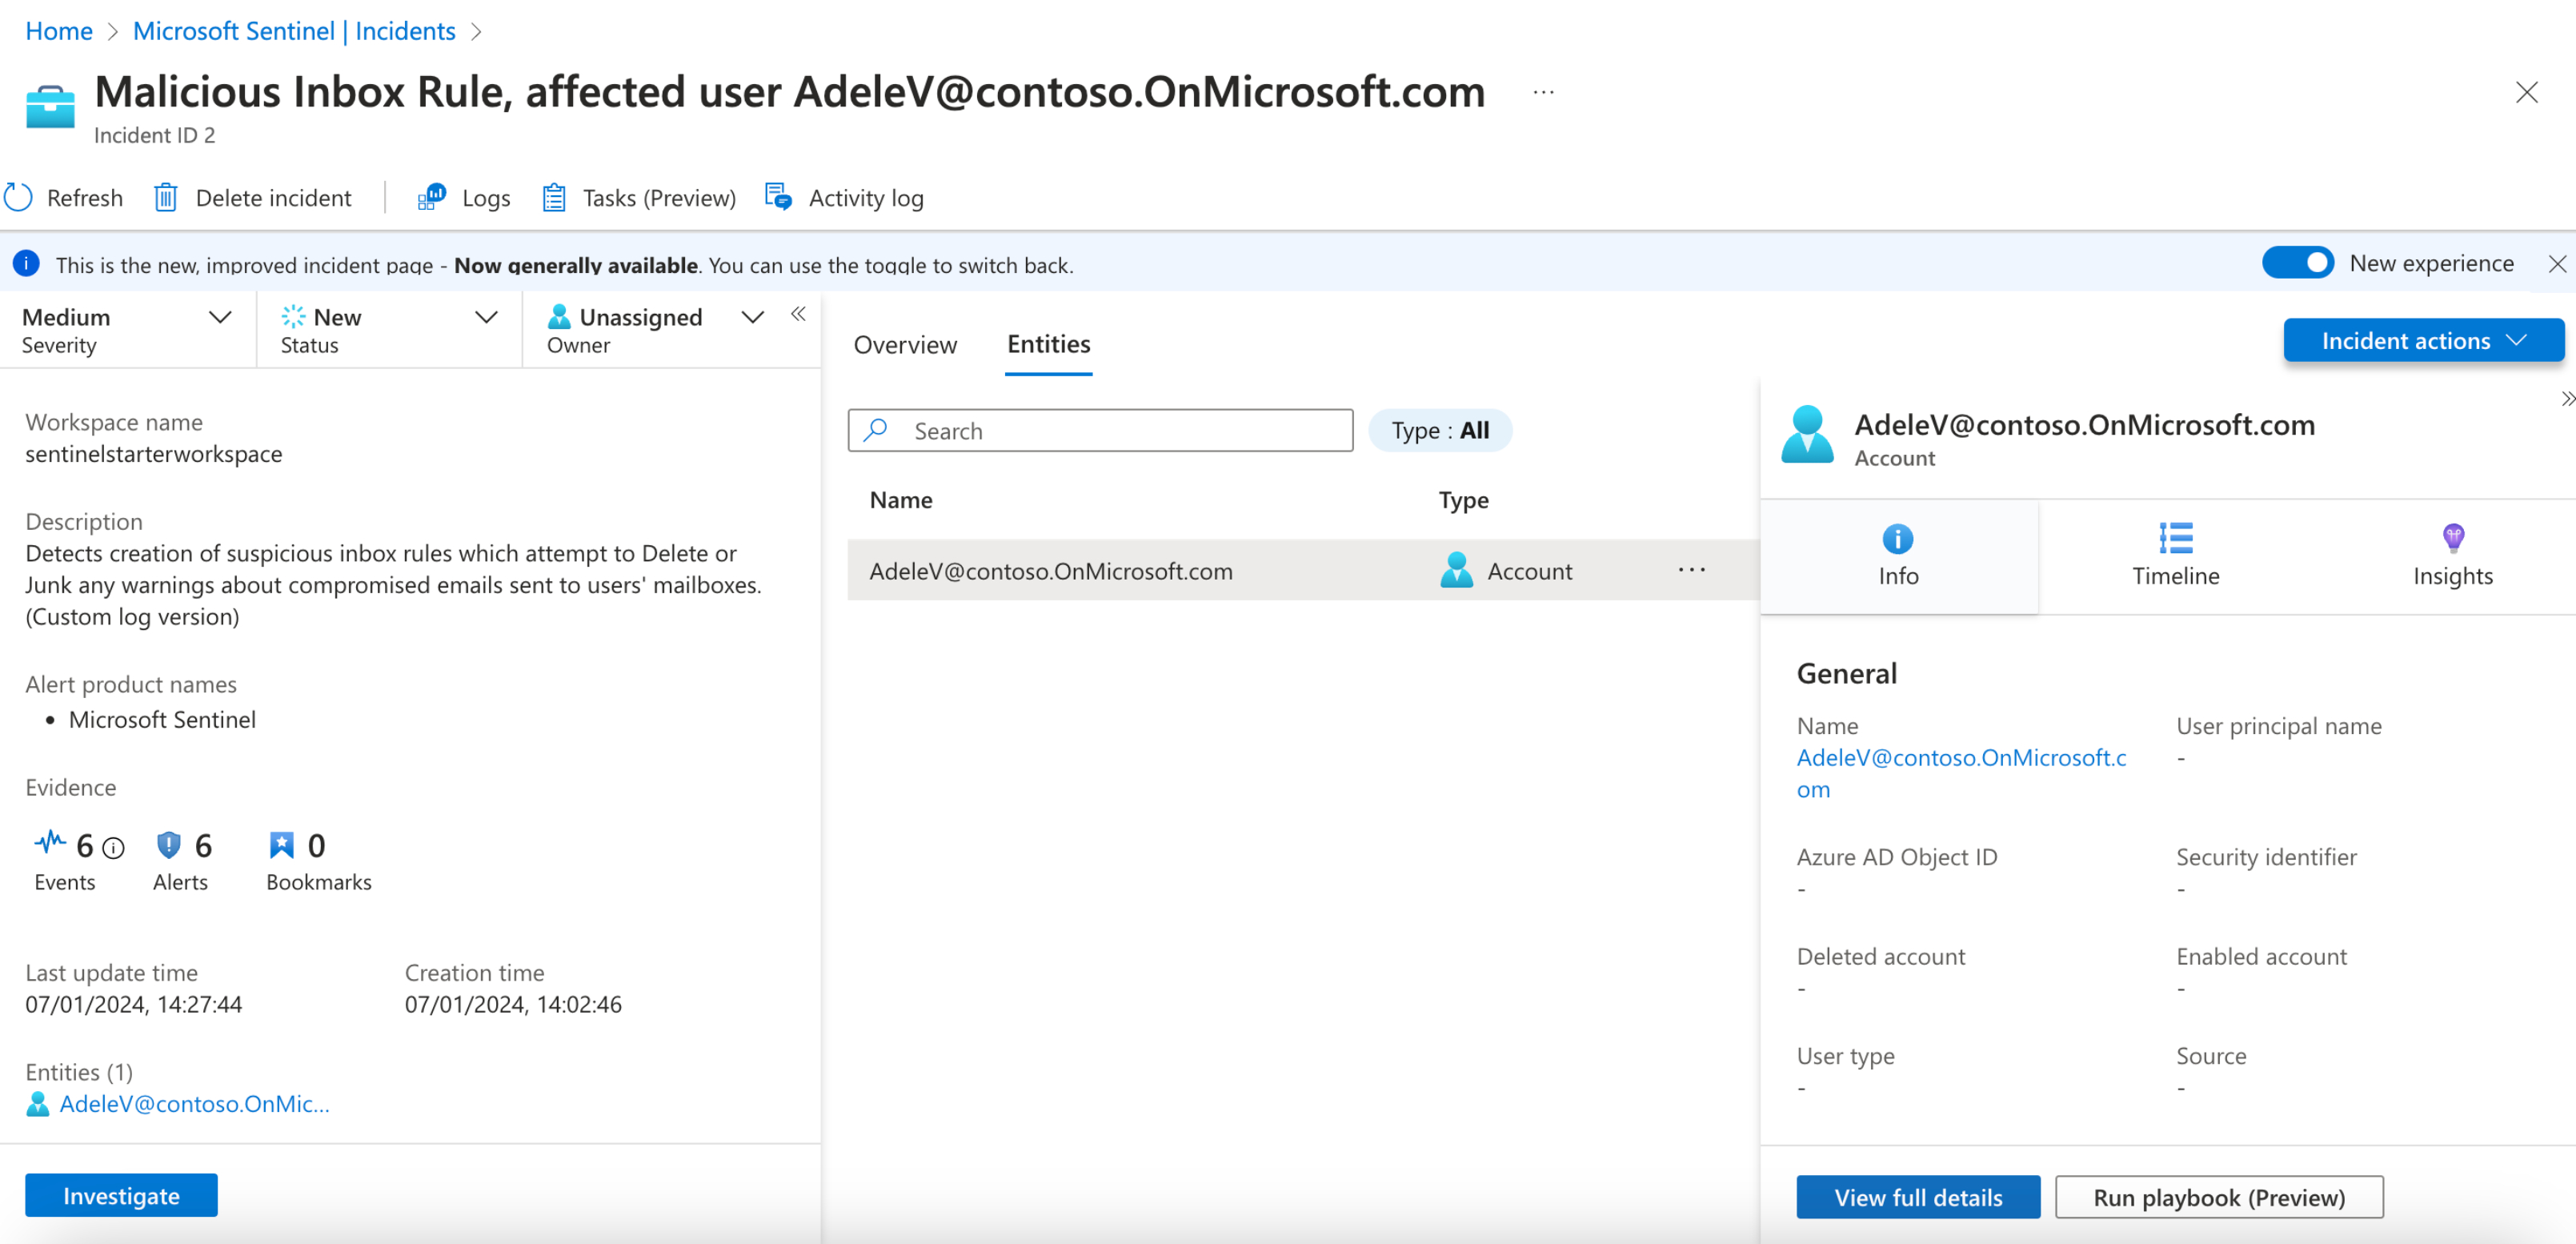 Home > Microsoft Sentinel | Incidents >
Malicious Inbox Rule, affected user AdeleV@contoso.OnMicrosoft.com ...
Incident ID 2
Refresh Delete incident Logs Tasks (Preview) Activity log
This is the new, improved incident page - Now generally available. You can use the toggle to switch back.
New experience
Medium
Severity
New
Status
Unassigned
Owner
Workspace name
sentinelstarterworkspace
Description
Detects creation of suspicious inbox rules which attempt to Delete or
Junk any warnings about compromised emails sent to users' mailboxes.
(Custom log version)
Alert product names
• Microsoft Sentinel
Evidence
6
Events
6
Alerts
0
Bookmarks
Last update time
07/01/2024, 14:27:44
Creation time
07/01/2024, 14:02:46
Entities (1)
AdeleV@contoso.OnMic...
Investigate
Overview
Entities
Incident actions
Search
Type : All
Name Type
AdeleV@contoso.OnMicrosoft.com Account ...
AdeleV@contoso.OnMicrosoft.com
Account
Info
Timeline
Insights
General
Name
AdeleV@contoso.OnMicrosoft.c
om
User principal name
-
Azure AD Object ID
-
Security identifier
-
Deleted account
-
Enabled account
-
User type
-
Source
-
View full details
Run playbook (Preview)